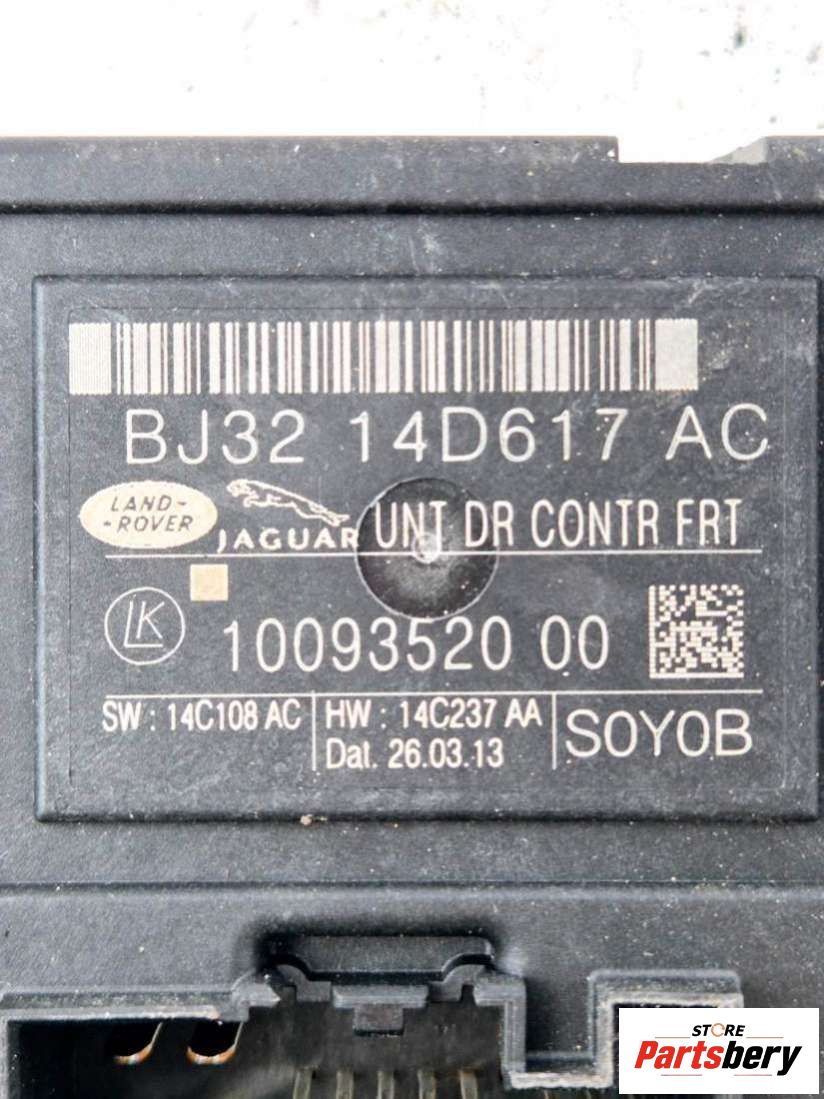 BJ32 14D617 AC
LAND-
-ROVER
JAGUAR UNT DR CONTR FRT
LK 10093520 00
SW : 14C108 AC HW : 14C237 AA S0Y0B
Dat. 26.03.13
STORE
Partsbery